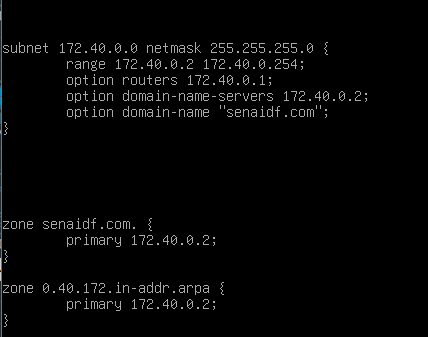 subnet 172.40.0.0 netmask 255.255.255.0 {
range 172.40.0.2 172.40.0.254;
option routers 172.40.0.1;
option domain-name-servers 172.40.0.2;
option domain-name "senaidf.com";
}
zone senaidf.com. {
primary 172.40.0.2;
}
zone 0.40.172.in-addr.arpa {
primary 172.40.0.2;
}